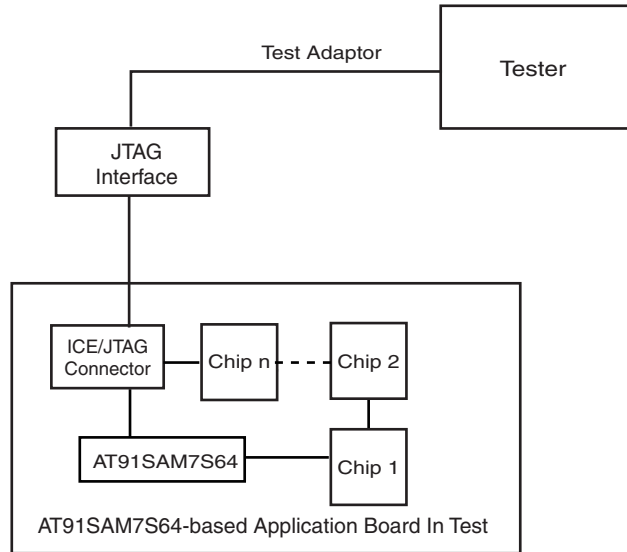 Test Adaptor
Tester
JTAG
Interface
ICE/JTAG
Connector
Chip n
Chip 2
AT91SAM7S64
Chip 1
AT91SAM7S64-based Application Board In Test